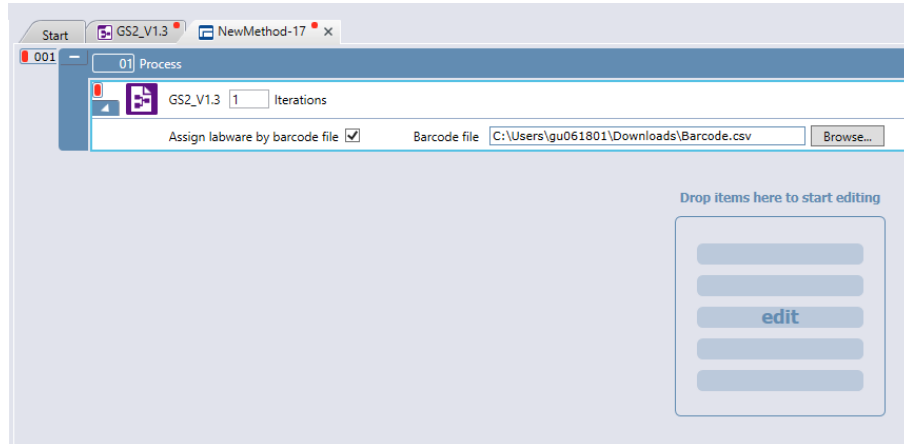 Start GS2_V1.3 NewMethod-17 ×
001 01 Process
GS2_V1.3 1 Iterations
Assign labware by barcode file Barcode file C:\Users\gu061801\Downloads\Barcode.csv Browse...
Drop items here to start editing
edit